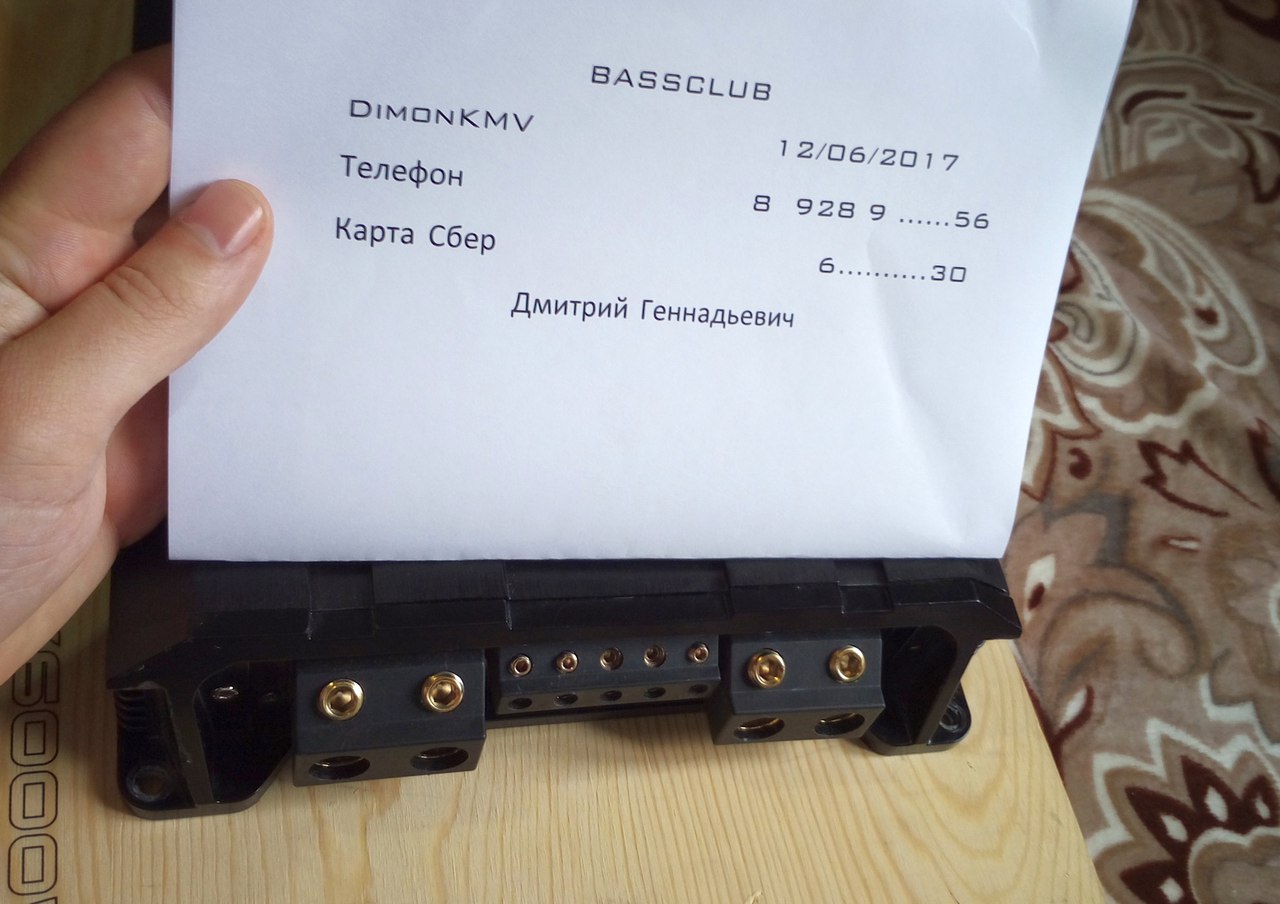 BASSCLUB
DimonKMV
12/06/2017
Телефон
8 928 9 ......56
Карта Сбер
6..........30
Дмитрий Геннадьевич